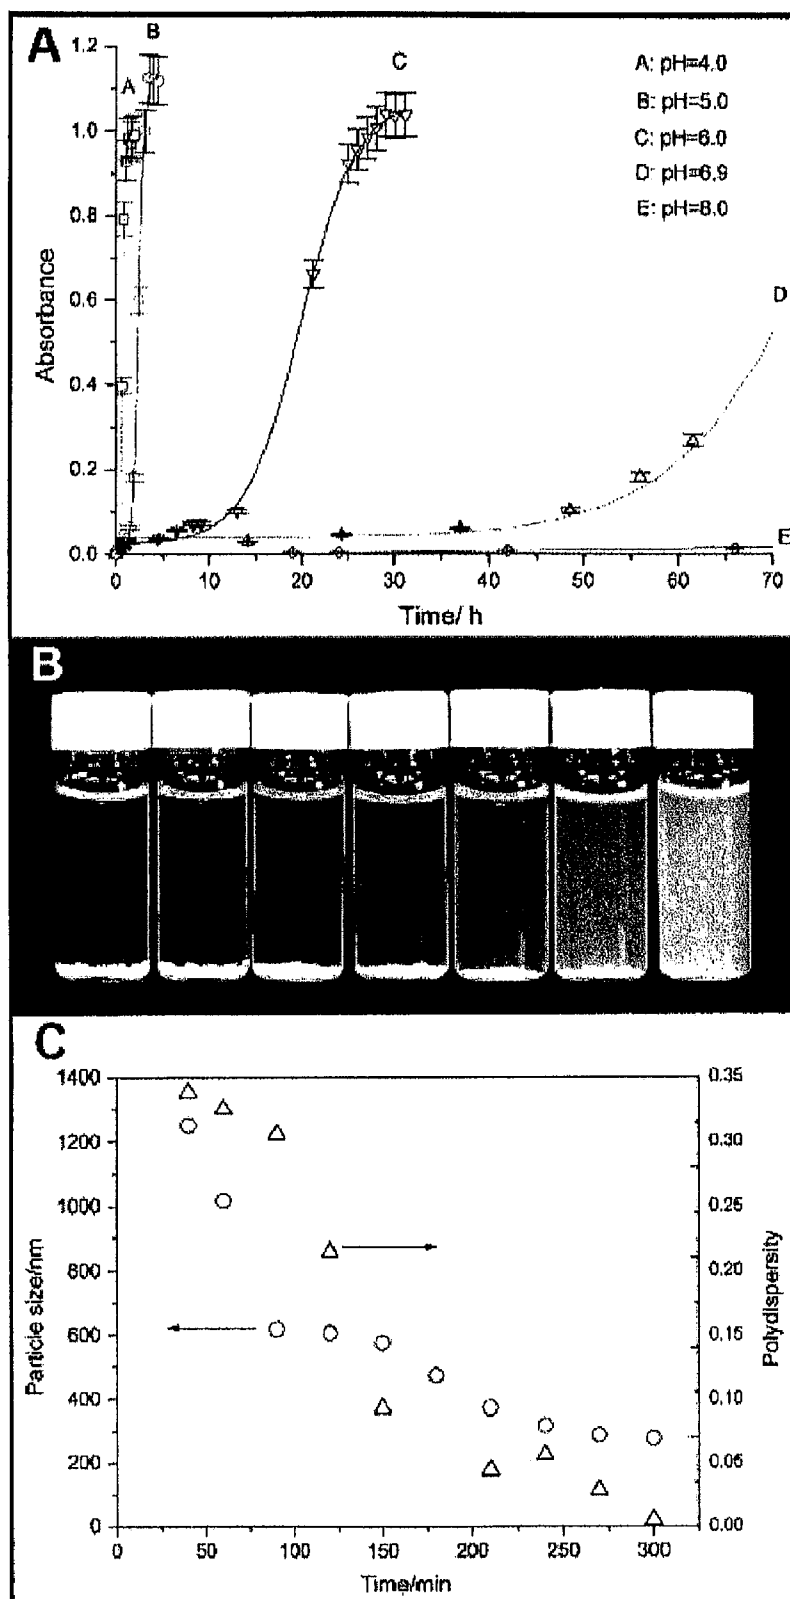 A
B
A
C
A: pH=4.0
B: pH=5.0
C: pH=6.0
D: pH=6.9
E: pH=8.0
D
E
Absorbance
1.2
1.0
0.8
0.6
0.4
0.2
0.0
0 10 20 30 40 50 60 70
Time/ h
B
C
Particle size/nm
1400
1200
1000
800
600
400
200
0
0.35
0.30
0.25
0.20
0.15
0.10
0.05
0.00
Polydispersity
0 50 100 150 200 250 300
Time/min